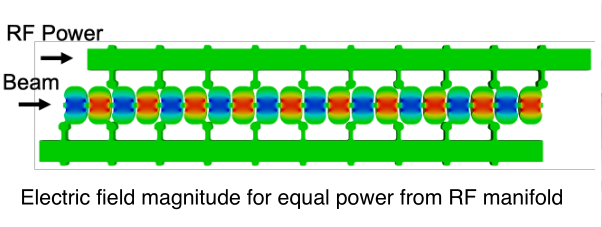 RF Power
Beam
Electric field magnitude for equal power from RF manifold